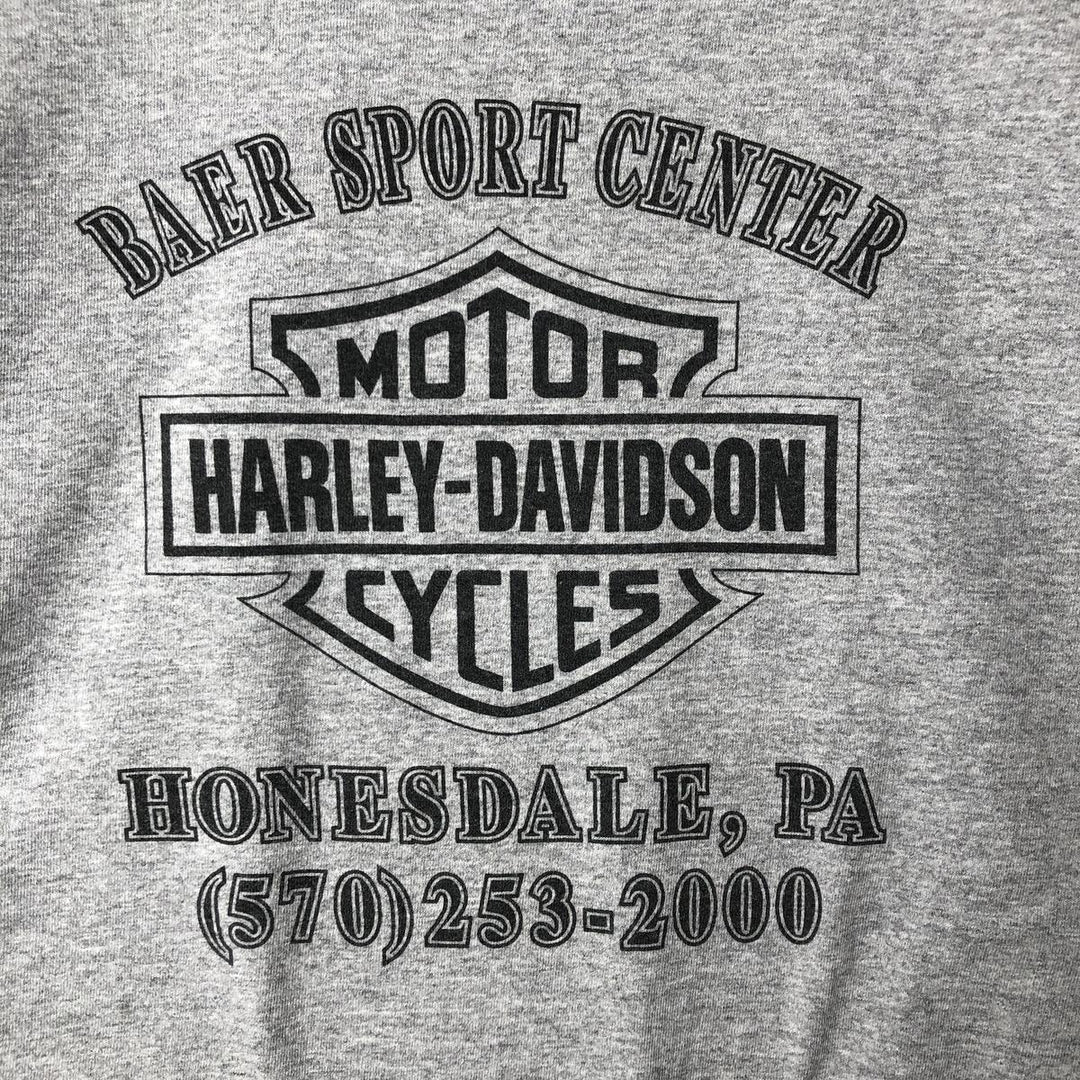 BAER SPORT CENTER
MOTOR
HARLEY-DAVIDSON
CYCLES
HONESDALE, PA
(570) 253-2000